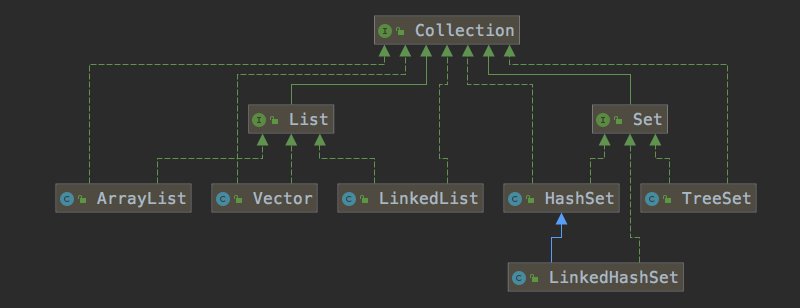 I Collection
I List
I Set
C ArrayList
C Vector
C LinkedList
C HashSet
C TreeSet
C LinkedHashSet